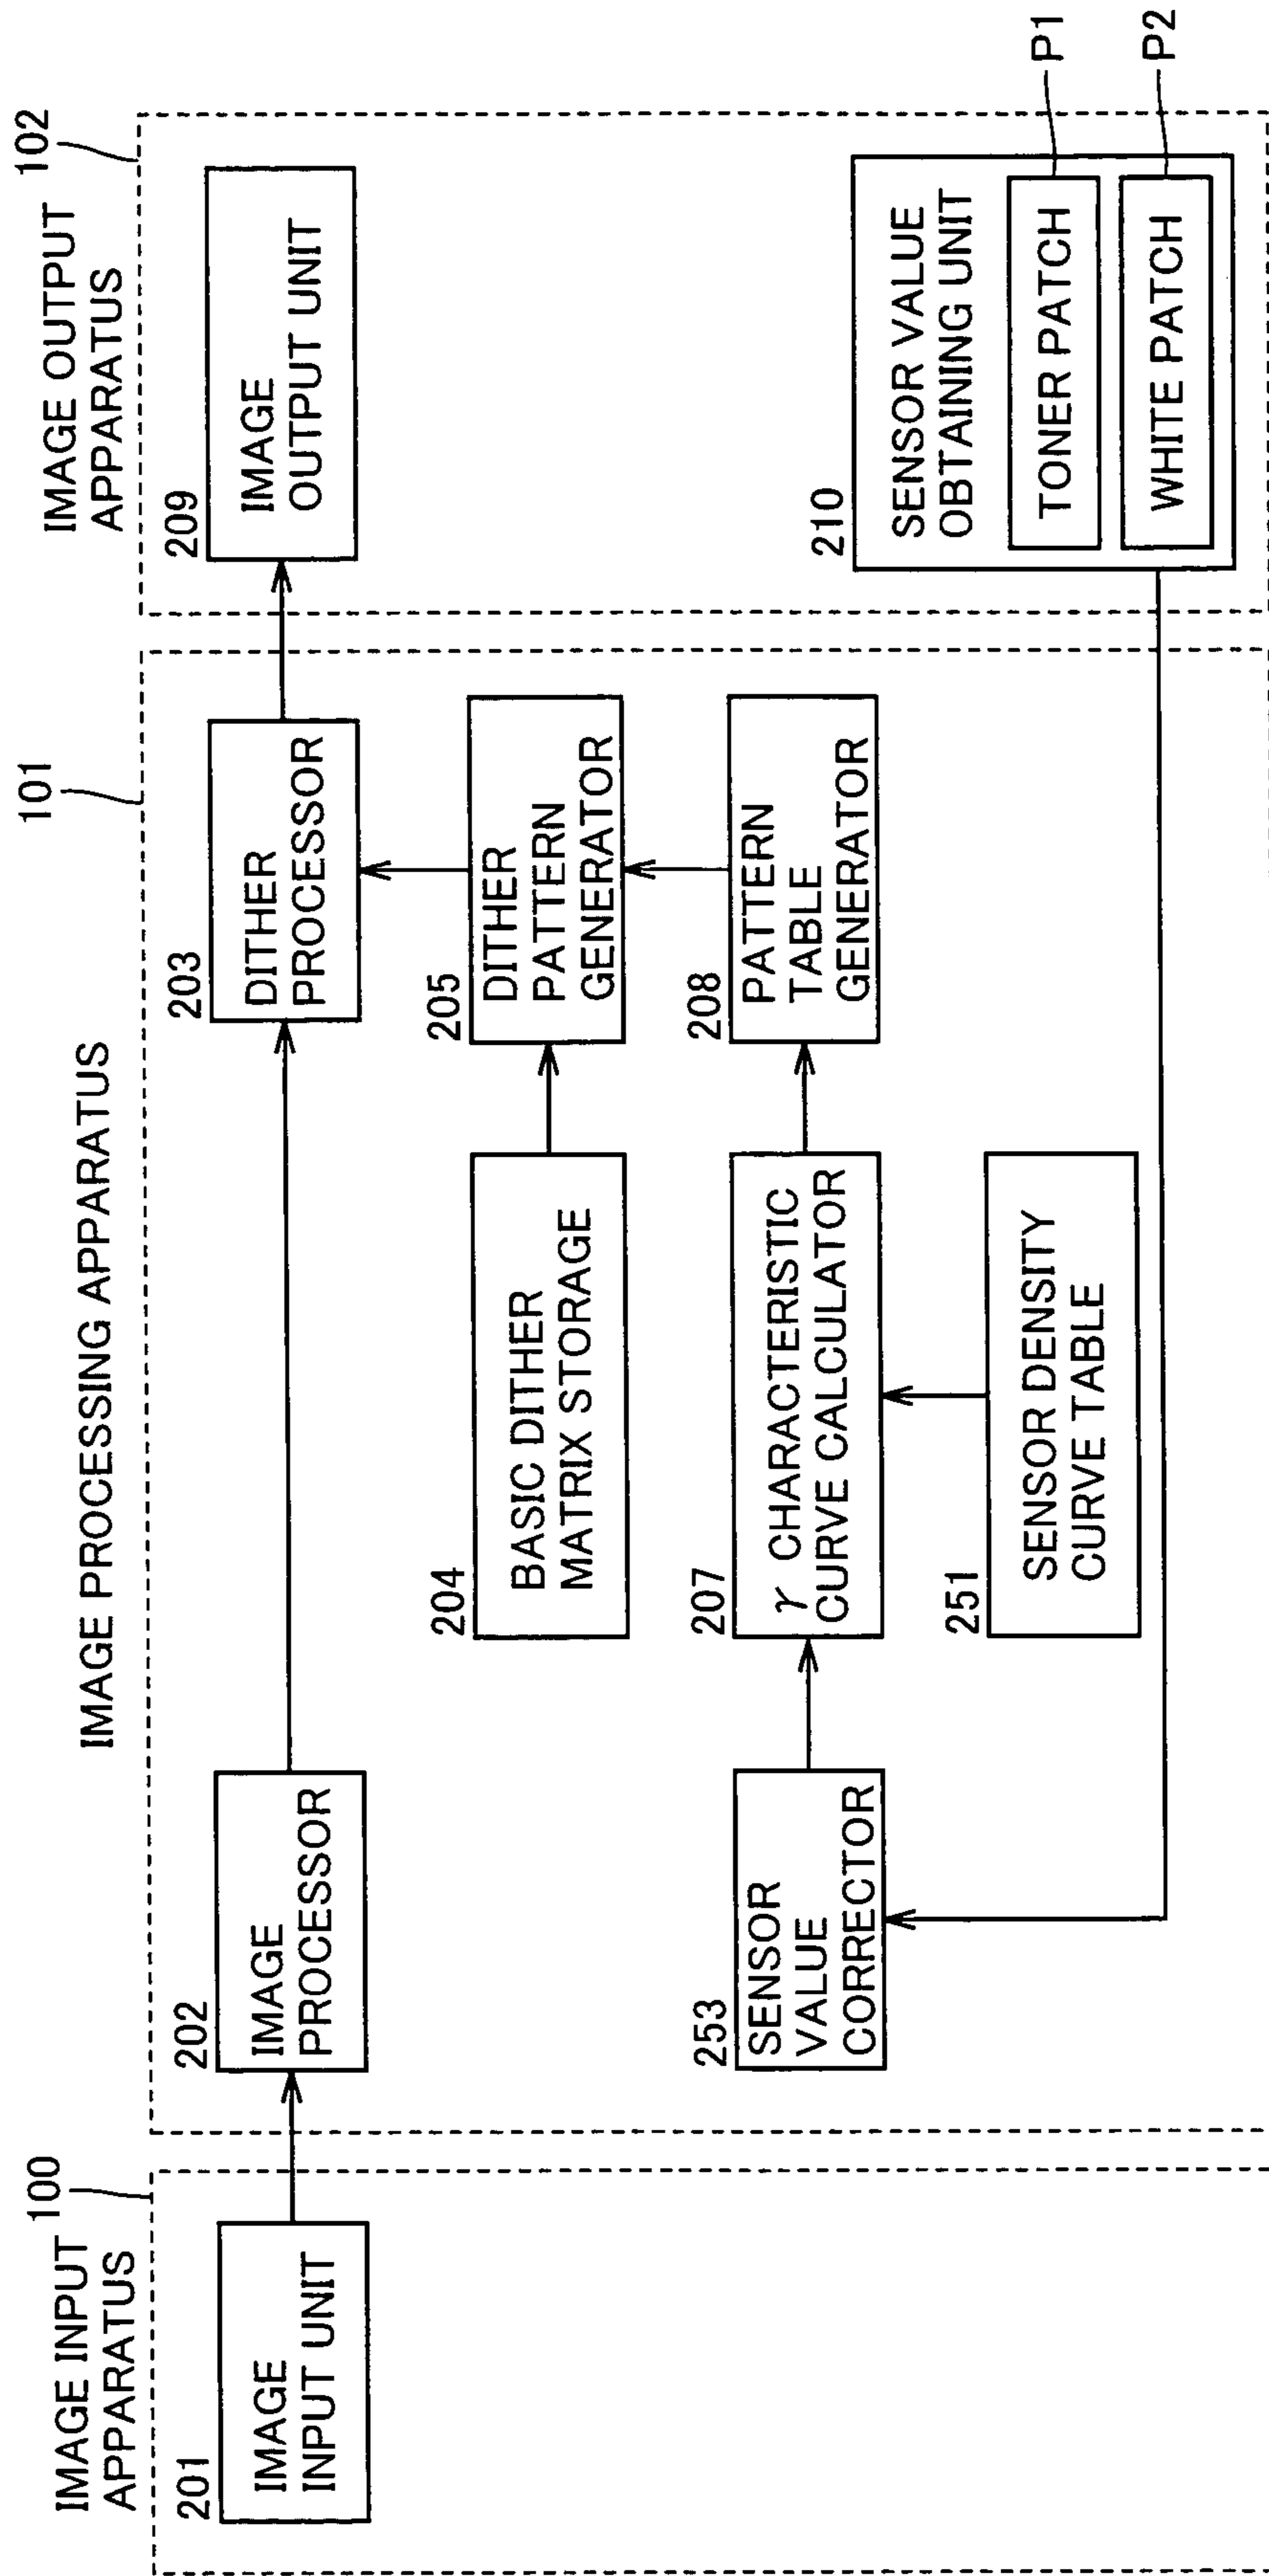 IMAGE INPUT
APPARATUS
100
201
IMAGE
INPUT UNIT
IMAGE PROCESSING APPARATUS
101
202
IMAGE
PROCESSOR
203
DITHER
PROCESSOR
204
BASIC DITHER
MATRIX STORAGE
205
DITHER
PATTERN
GENERATOR
253
SENSOR
VALUE
CORRECTOR
207
γ CHARACTERISTIC
CURVE CALCULATOR
208
PATTERN
TABLE
GENERATOR
251
SENSOR DENSITY
CURVE TABLE
IMAGE OUTPUT
APPARATUS
102
209
IMAGE
OUTPUT UNIT
210
SENSOR VALUE
OBTAINING UNIT
TONER PATCH
P1
WHITE PATCH
P2